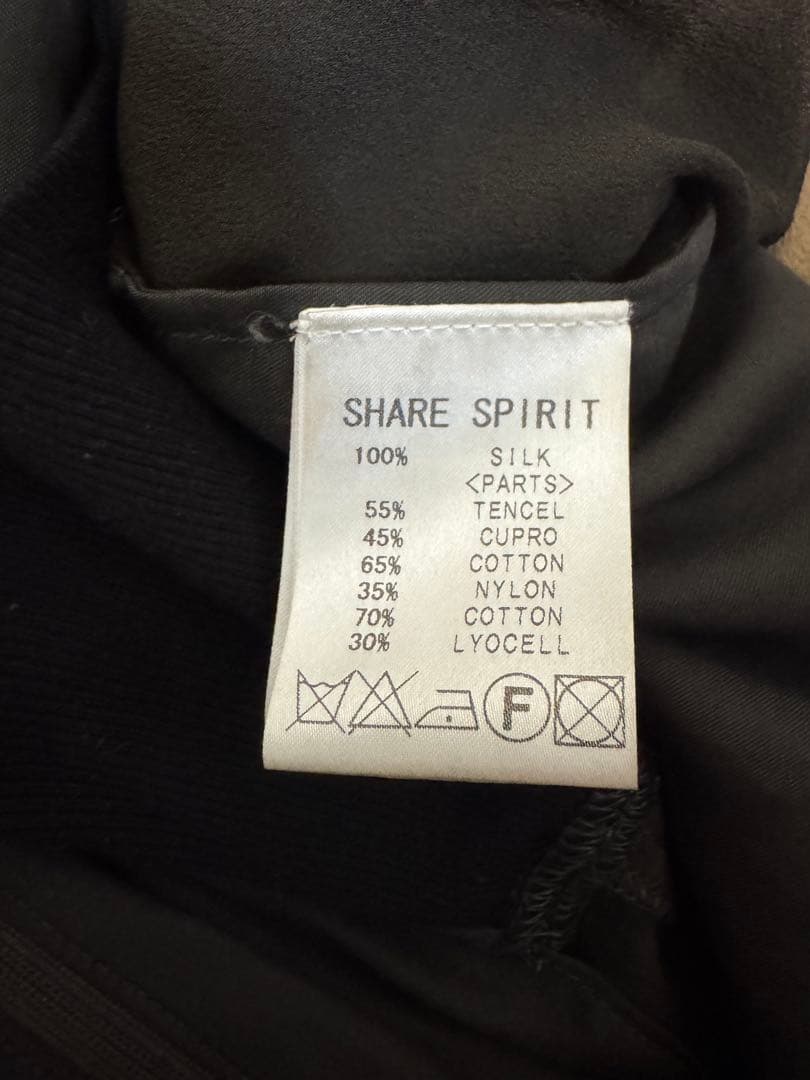 SHARE SPIRIT
100% SILK
<PARTS>
55% TENCEL
45% CUPRO
65% COTTON
35% NYLON
70% COTTON
30% LYOCELL
F